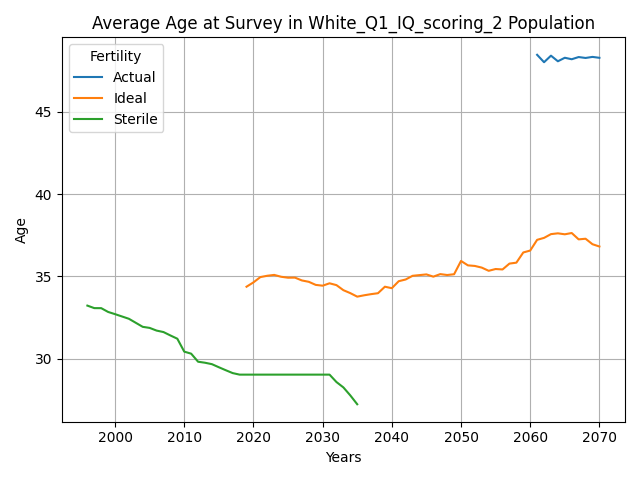 Average Age at Survey in White_Q1_IQ_scoring_2 Population
Fertility
Actual
Ideal
Sterile
45
40
35
30
Age
2000 2010 2020 2030 2040 2050 2060 2070
Years